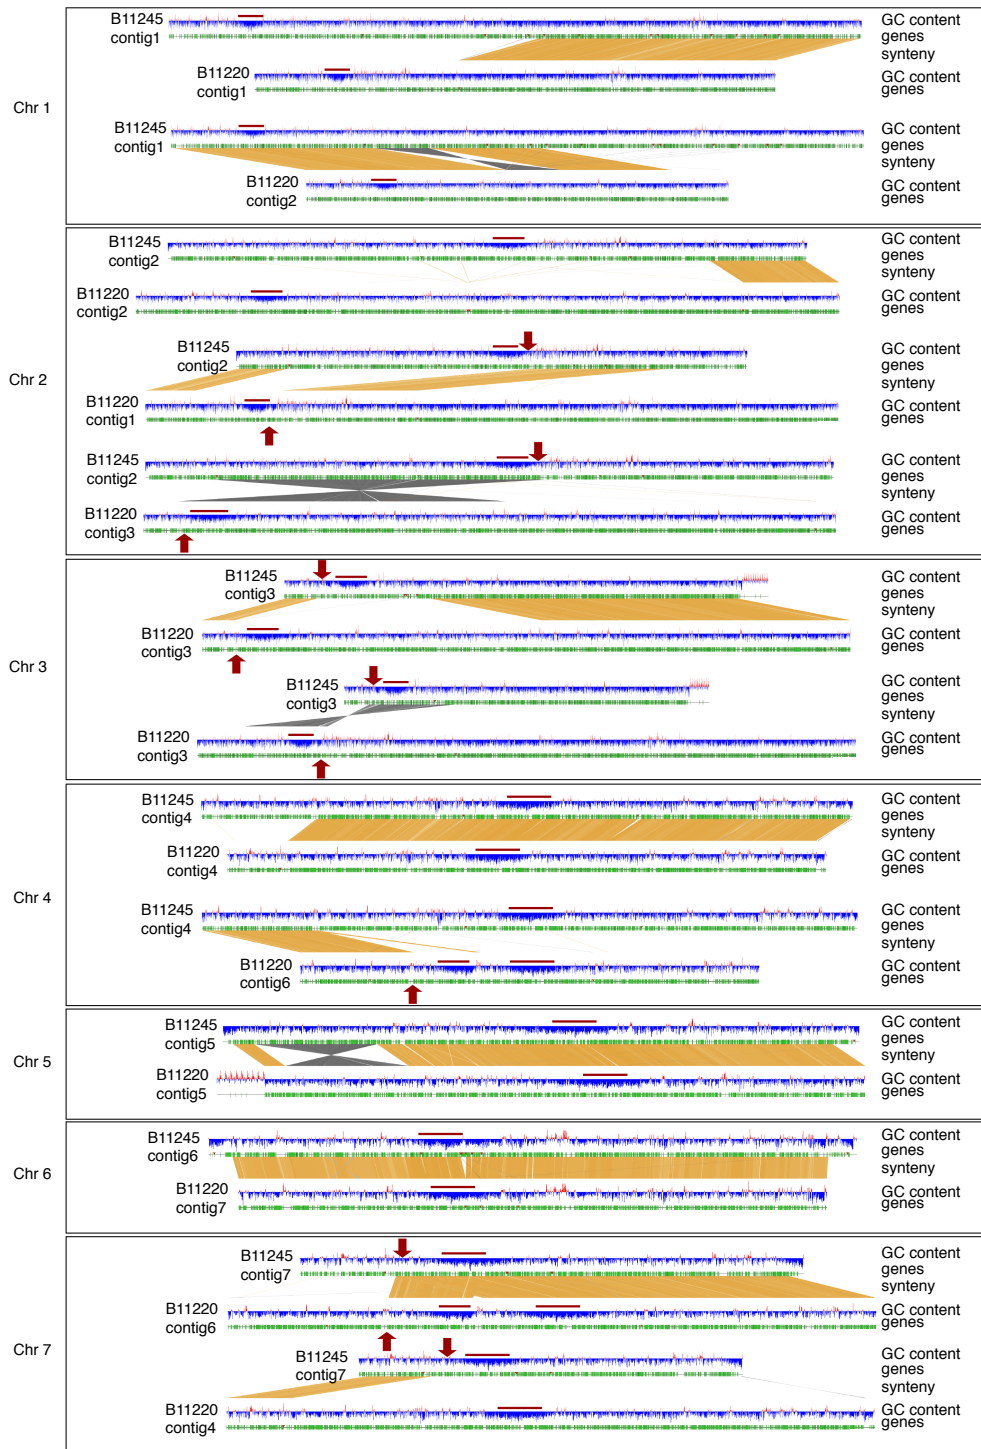 Chr 1
B11245
contig1
GC content
genes
synteny
B11220
contig1
GC content
genes
B11245
contig1
GC content
genes
synteny
B11220
contig2
GC content
genes
Chr 2
B11245
contig2
GC content
genes
synteny
B11220
contig2
GC content
genes
B11245
contig2
GC content
genes
synteny
B11220
contig1
GC content
genes
B11245
contig2
GC content
genes
synteny
B11220
contig3
GC content
genes
Chr 3
B11245
contig3
GC content
genes
synteny
B11220
contig3
GC content
genes
B11245
contig3
GC content
genes
synteny
B11220
contig3
GC content
genes
Chr 4
B11245
contig4
GC content
genes
synteny
B11220
contig4
GC content
genes
B11245
contig4
GC content
genes
synteny
B11220
contig6
GC content
genes
Chr 5
B11245
contig5
GC content
genes
synteny
B11220
contig5
GC content
genes
Chr 6
B11245
contig6
GC content
genes
synteny
B11220
contig7
GC content
genes
Chr 7
B11245
contig7
GC content
genes
synteny
B11220
contig6
GC content
genes
B11245
contig7
GC content
genes
synteny
B11220
contig4
GC content
genes